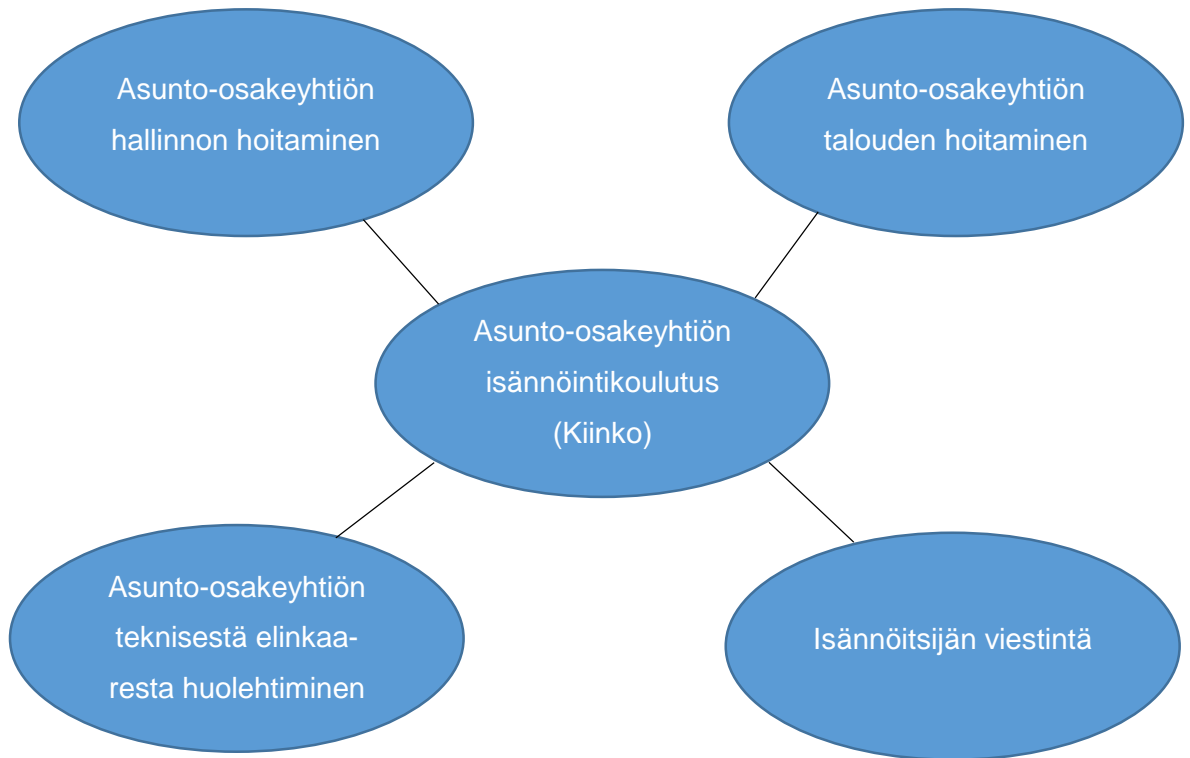 Asunto-osakeyhtiön
hallinnon hoitaminen
Asunto-osakeyhtiön
talouden hoitaminen
Asunto-osakeyhtiön
isännöintikoulutus
(Kiinko)
Asunto-osakeyhtiön
teknisestä elinkaa-
resta huolehtiminen
Isännöitsijän viestintä